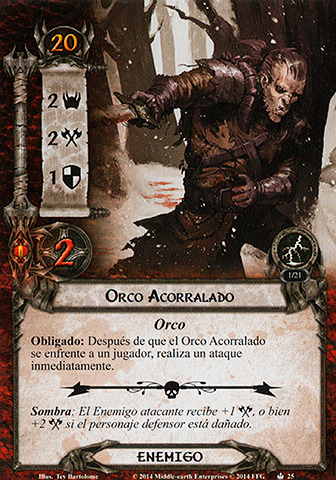 20
2
2
1
2
1/21
Orco Acorralado
Orco
Obligado: Después de que el Orco Acorralado
se enfrente a un jugador, realiza un ataque
inmediatamente.
Sombra: El Enemigo atacante recibe +1, o bien
+2 si el personaje defensor está dañado.
ENEMIGO
Illus. Tey Bartolome
© 2014 Middle-earth Enterprises © 2014 FFG
25